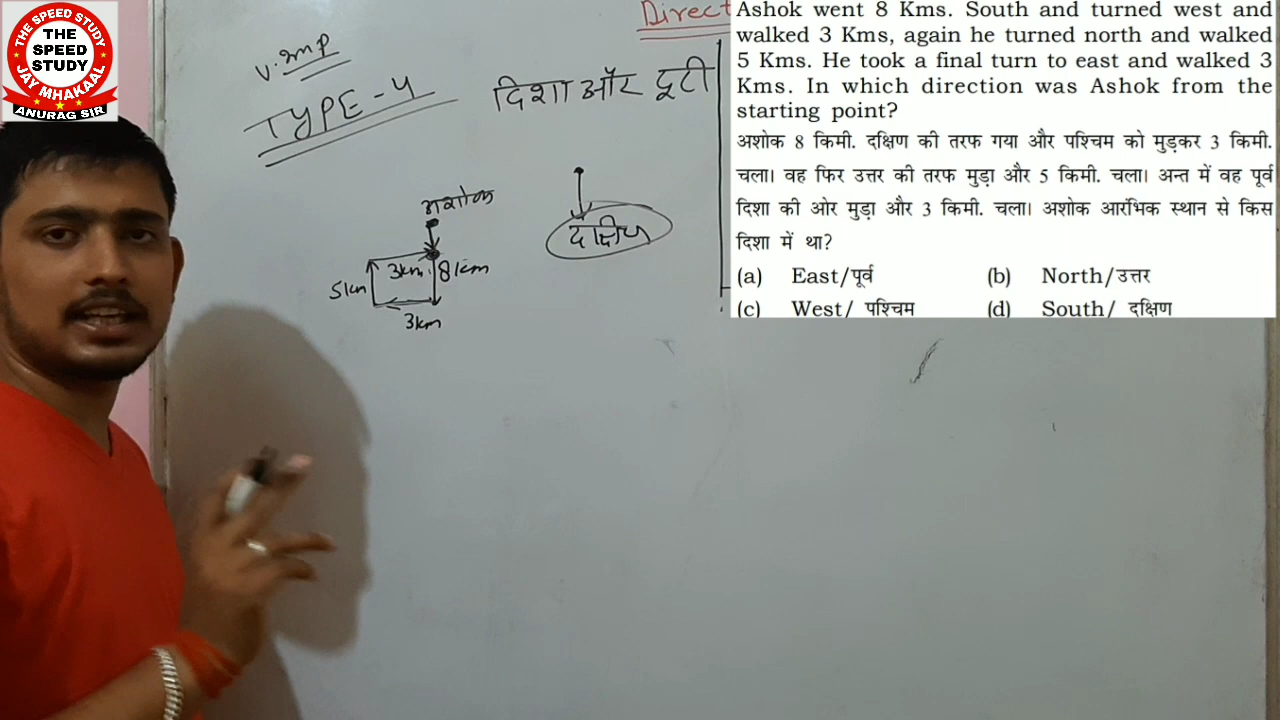 THE SPEED STUDY
THE
SPEED
STUDY
JAY MHAKAAL
ANURAG SIR
V. Imp
TYPE-4
दिशा और दूरी
Direct
अशोक
3km
8km
5km
3km
दक्षिण
Ashok went 8 Kms. South and turned west and
walked 3 Kms, again he turned north and walked
5 Kms. He took a final turn to east and walked 3
Kms. In which direction was Ashok from the
starting point?
अशोक 8 किमी. दक्षिण की तरफ गया और पश्चिम को मुड़कर 3 किमी.
चला। वह फिर उत्तर की तरफ मुड़ा और 5 किमी. चला। अन्त में वह पूर्व
दिशा की ओर मुड़ा और 3 किमी. चला। अशोक आरंभिक स्थान से किस
दिशा में था?
(a) East/पूर्व (b) North/उत्तर
(c) West/ पश्चिम (d) South/ दक्षिण